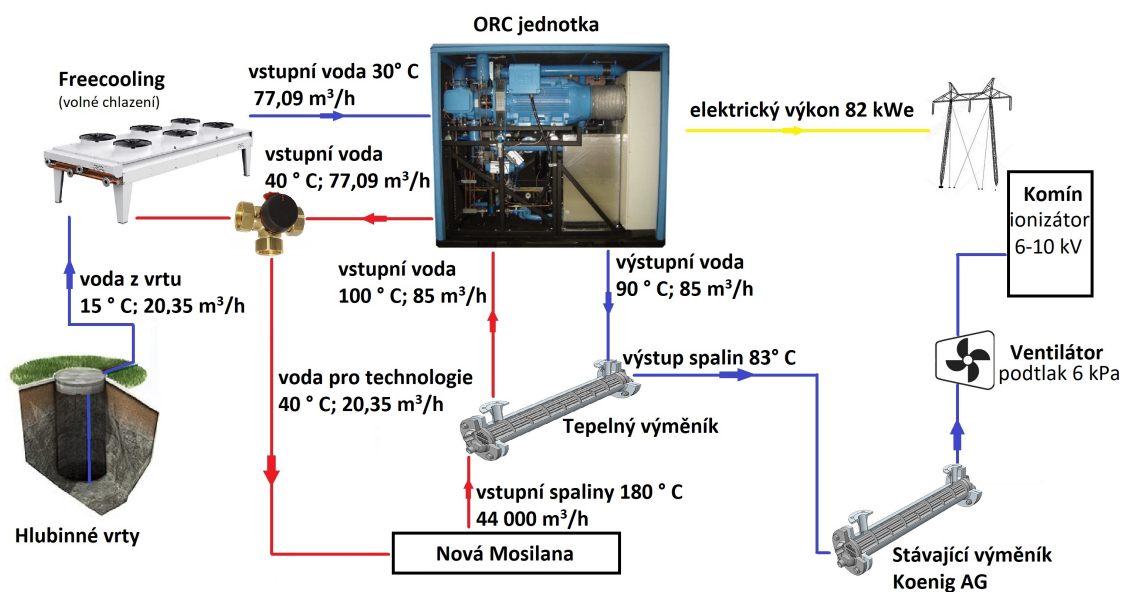 ORC jednotka
Freecooling
(volné chlazení)
vstupní voda 30° C
77,09 m³/h
elektrický výkon 82 kWe
vstupní voda
40 ° C; 77,09 m³/h
Komín
ionizátor
6-10 kV
voda z vrtu
15 ° C; 20,35 m³/h
vstupní voda
100 ° C; 85 m³/h
výstupní voda
90 ° C; 85 m³/h
výstup spalin 83° C
Ventilátor
podtlak 6 kPa
voda pro technologie
40 ° C; 20,35 m³/h
Tepelný výměník
vstupní spaliny 180 ° C
44 000 m³/h
Hlubinné vrty
Nová Mosilana
Stávající výměník
Koenig AG